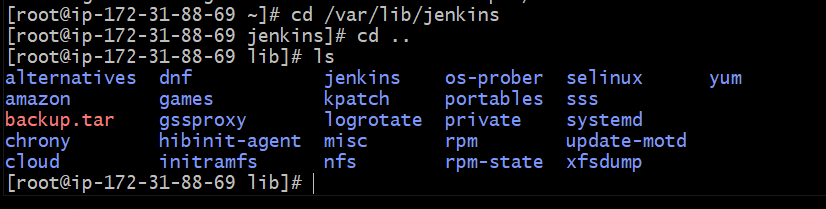 [root@ip-172-31-88-69 ~]# cd /var/lib/jenkins
[root@ip-172-31-88-69 jenkins]# cd ..
[root@ip-172-31-88-69 lib]# ls
alternatives  dnf            jenkins    os-prober  selinux      yum
amazon        games          kpatch     portables  sss
backup.tar    gssproxy       logrotate  private    systemd
chrony        hibinit-agent  misc       rpm        update-motd
cloud         initramfs      nfs        rpm-state  xfsdump
[root@ip-172-31-88-69 lib]#